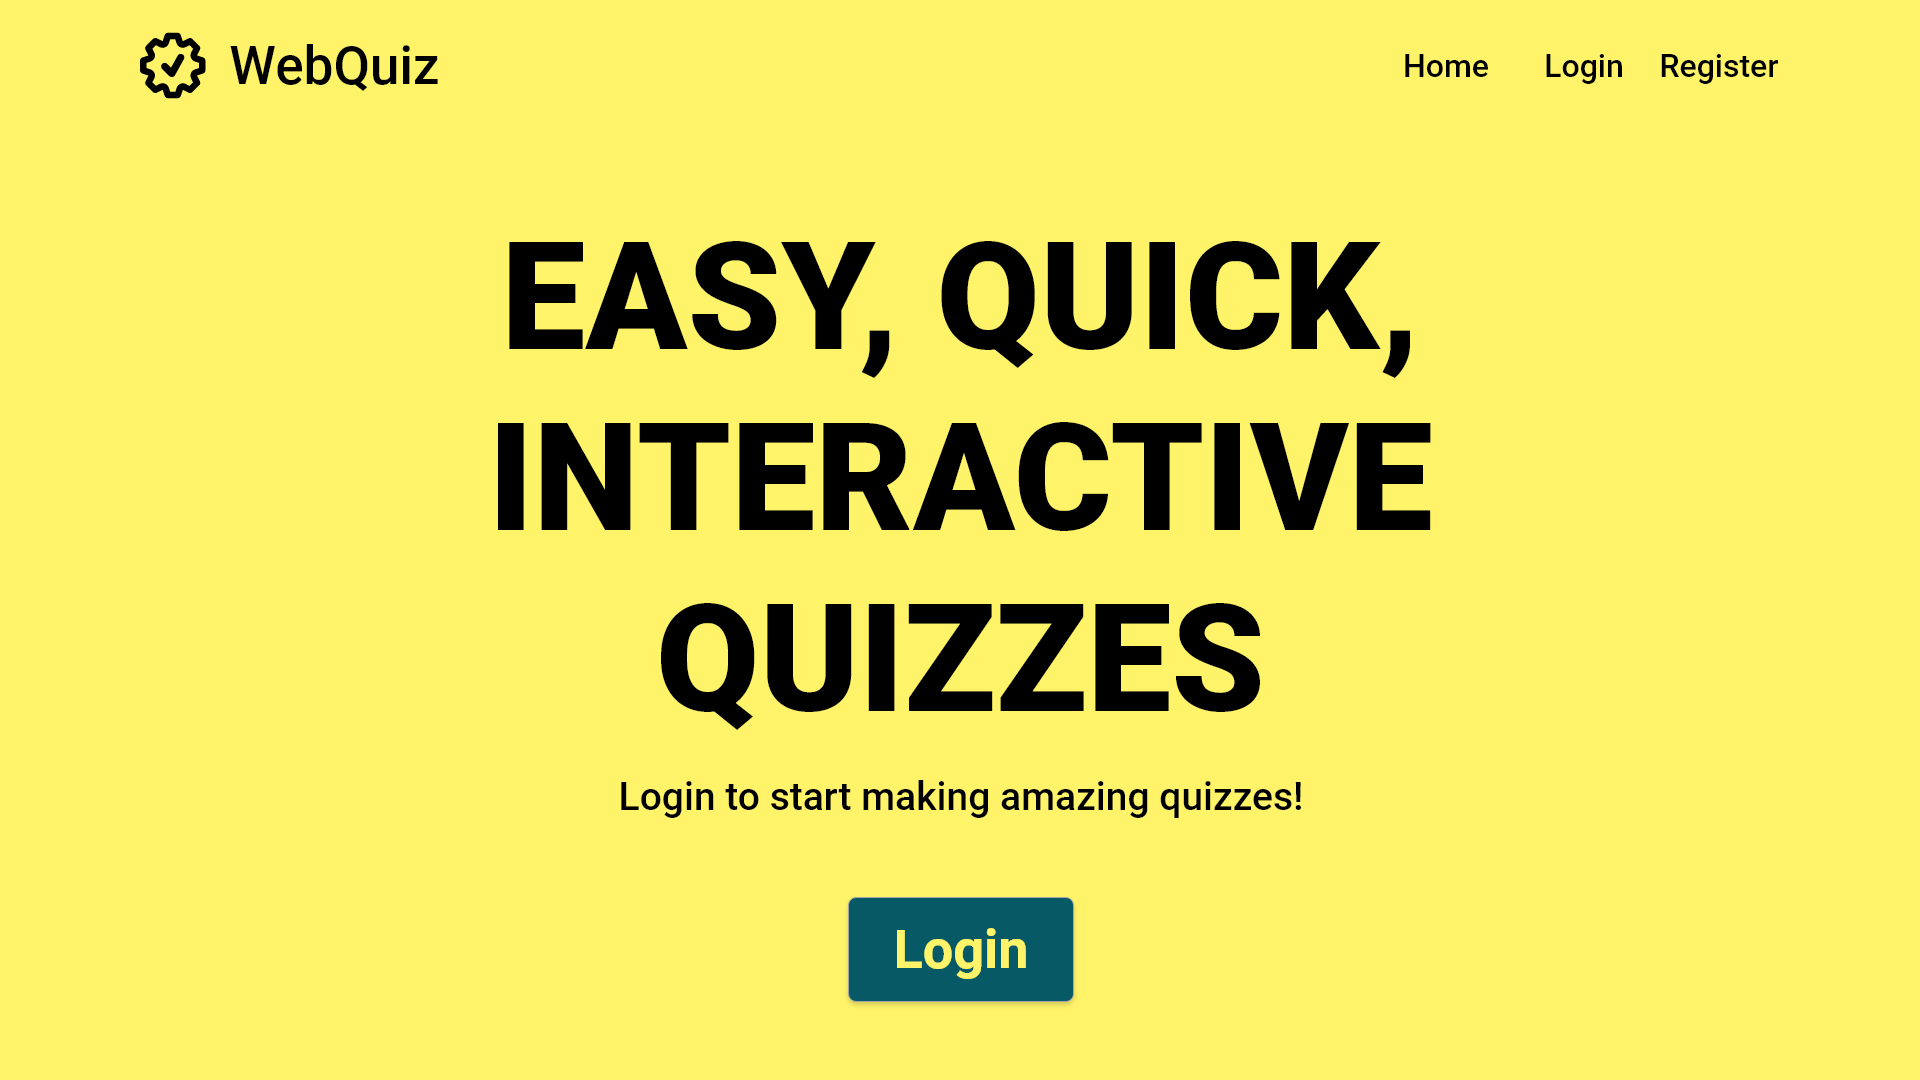 WebQuiz
Home Login Register
EASY, QUICK,
INTERACTIVE
QUIZZES
Login to start making amazing quizzes!
Login